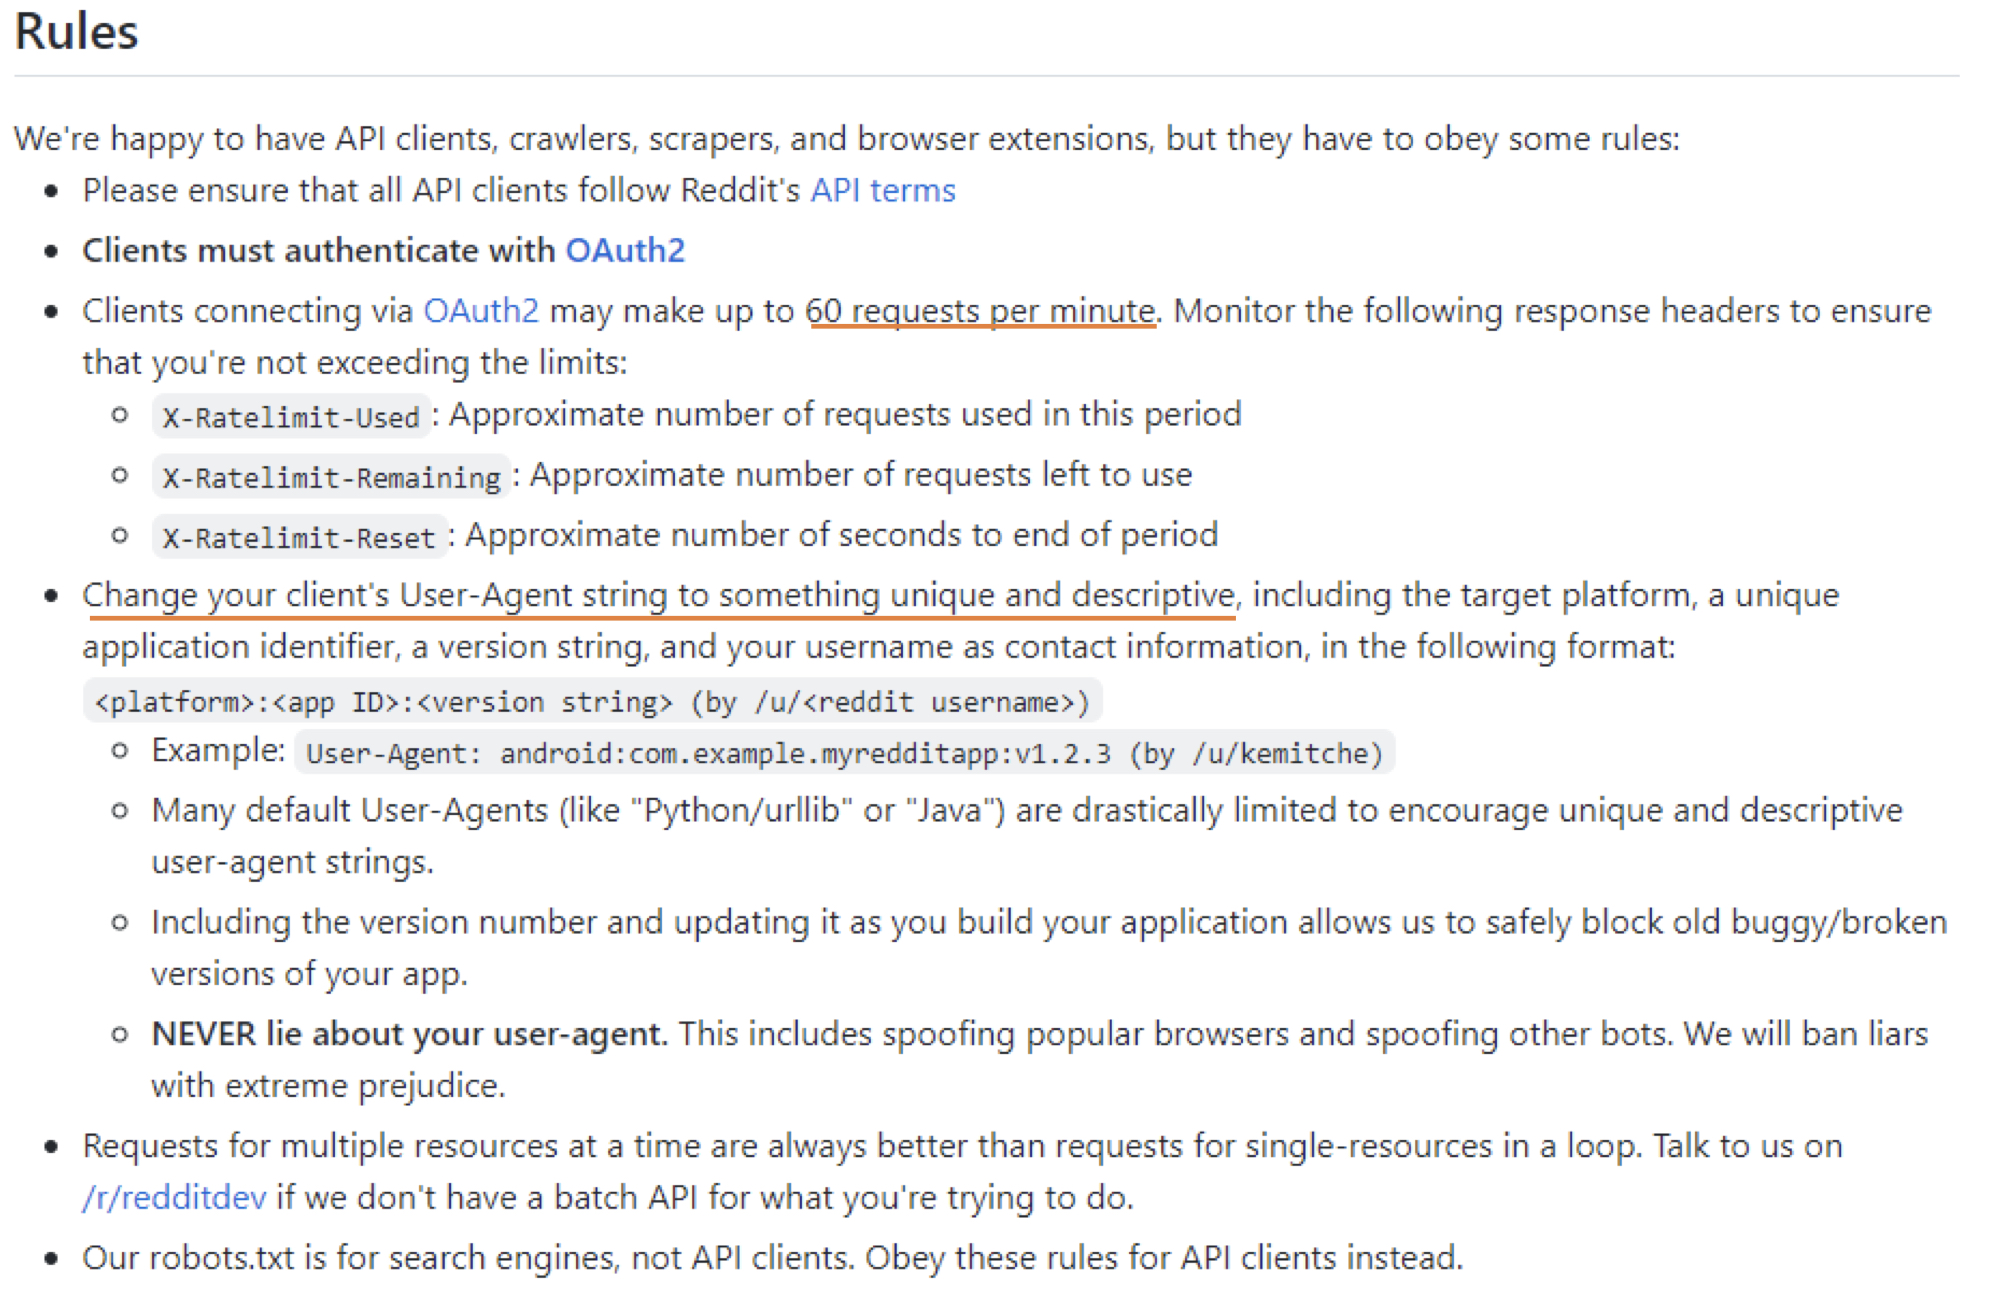 Rules
We're happy to have API clients, crawlers, scrapers, and browser extensions, but they have to obey some rules:
Please ensure that all API clients follow Reddit's API terms
Clients must authenticate with OAuth2
Clients connecting via OAuth2 may make up to 60 requests per minute. Monitor the following response headers to ensure
that you're not exceeding the limits:
X-Ratelimit-Used: Approximate number of requests used in this period
X-Ratelimit-Remaining: Approximate number of requests left to use
X-Ratelimit-Reset: Approximate number of seconds to end of period
Change your client's User-Agent string to something unique and descriptive, including the target platform, a unique
application identifier, a version string, and your username as contact information, in the following format:
<platform>:<app ID>:<version string> (by /u/<reddit username>)
Example: User-Agent: android:com.example.myredditapp:v1.2.3 (by /u/kemitche)
Many default User-Agents (like "Python/urllib" or "Java") are drastically limited to encourage unique and descriptive
user-agent strings.
Including the version number and updating it as you build your application allows us to safely block old buggy/broken
versions of your app.
NEVER lie about your user-agent. This includes spoofing popular browsers and spoofing other bots. We will ban liars
with extreme prejudice.
Requests for multiple resources at a time are always better than requests for single-resources in a loop. Talk to us on
/r/redditdev if we don't have a batch API for what you're trying to do.
Our robots.txt is for search engines, not API clients. Obey these rules for API clients instead.